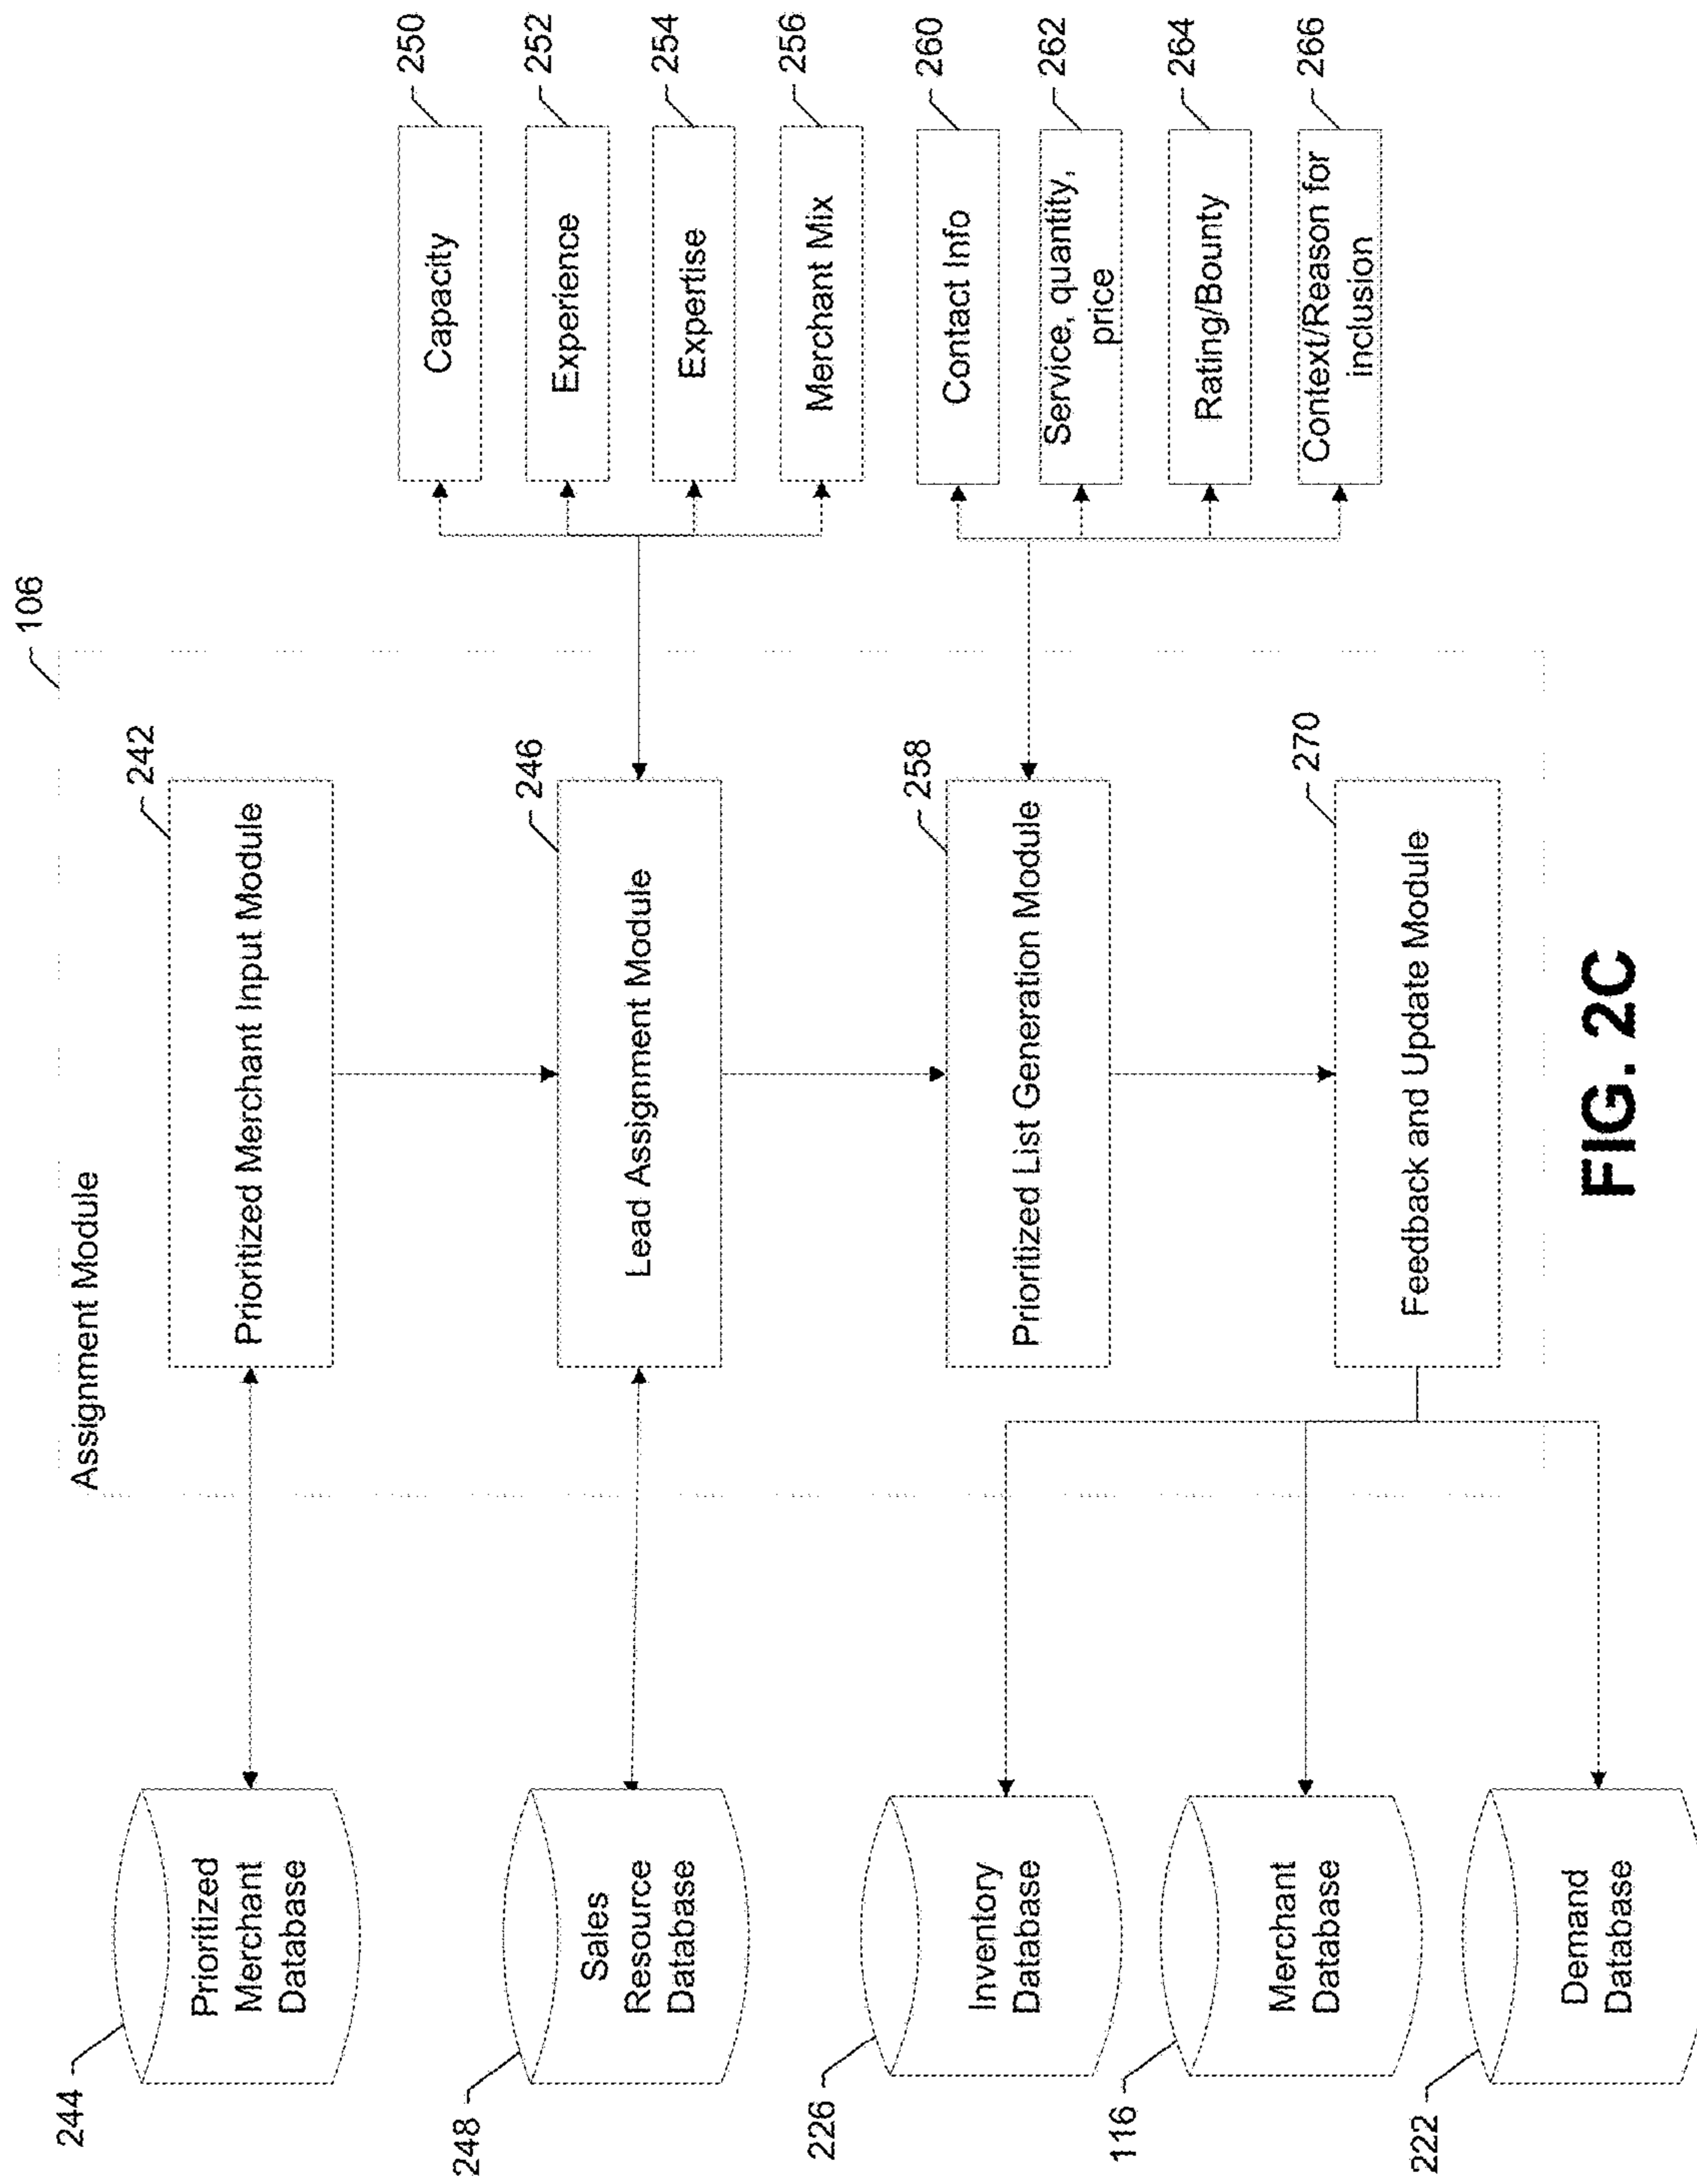 106
Assignment Module
242
Prioritized Merchant Input Module
244
Prioritized
Merchant
Database
246
Lead Assignment Module
248
Sales
Resource
Database
250
Capacity
252
Experience
254
Expertise
256
Merchant Mix
258
Prioritized List Generation Module
260
Contact Info
262
Service, quantity,
price
264
Rating/Bounty
266
Context/Reason for
inclusion
270
Feedback and Update Module
226
Inventory
Database
116
Merchant
Database
222
Demand
Database
FIG. 2C